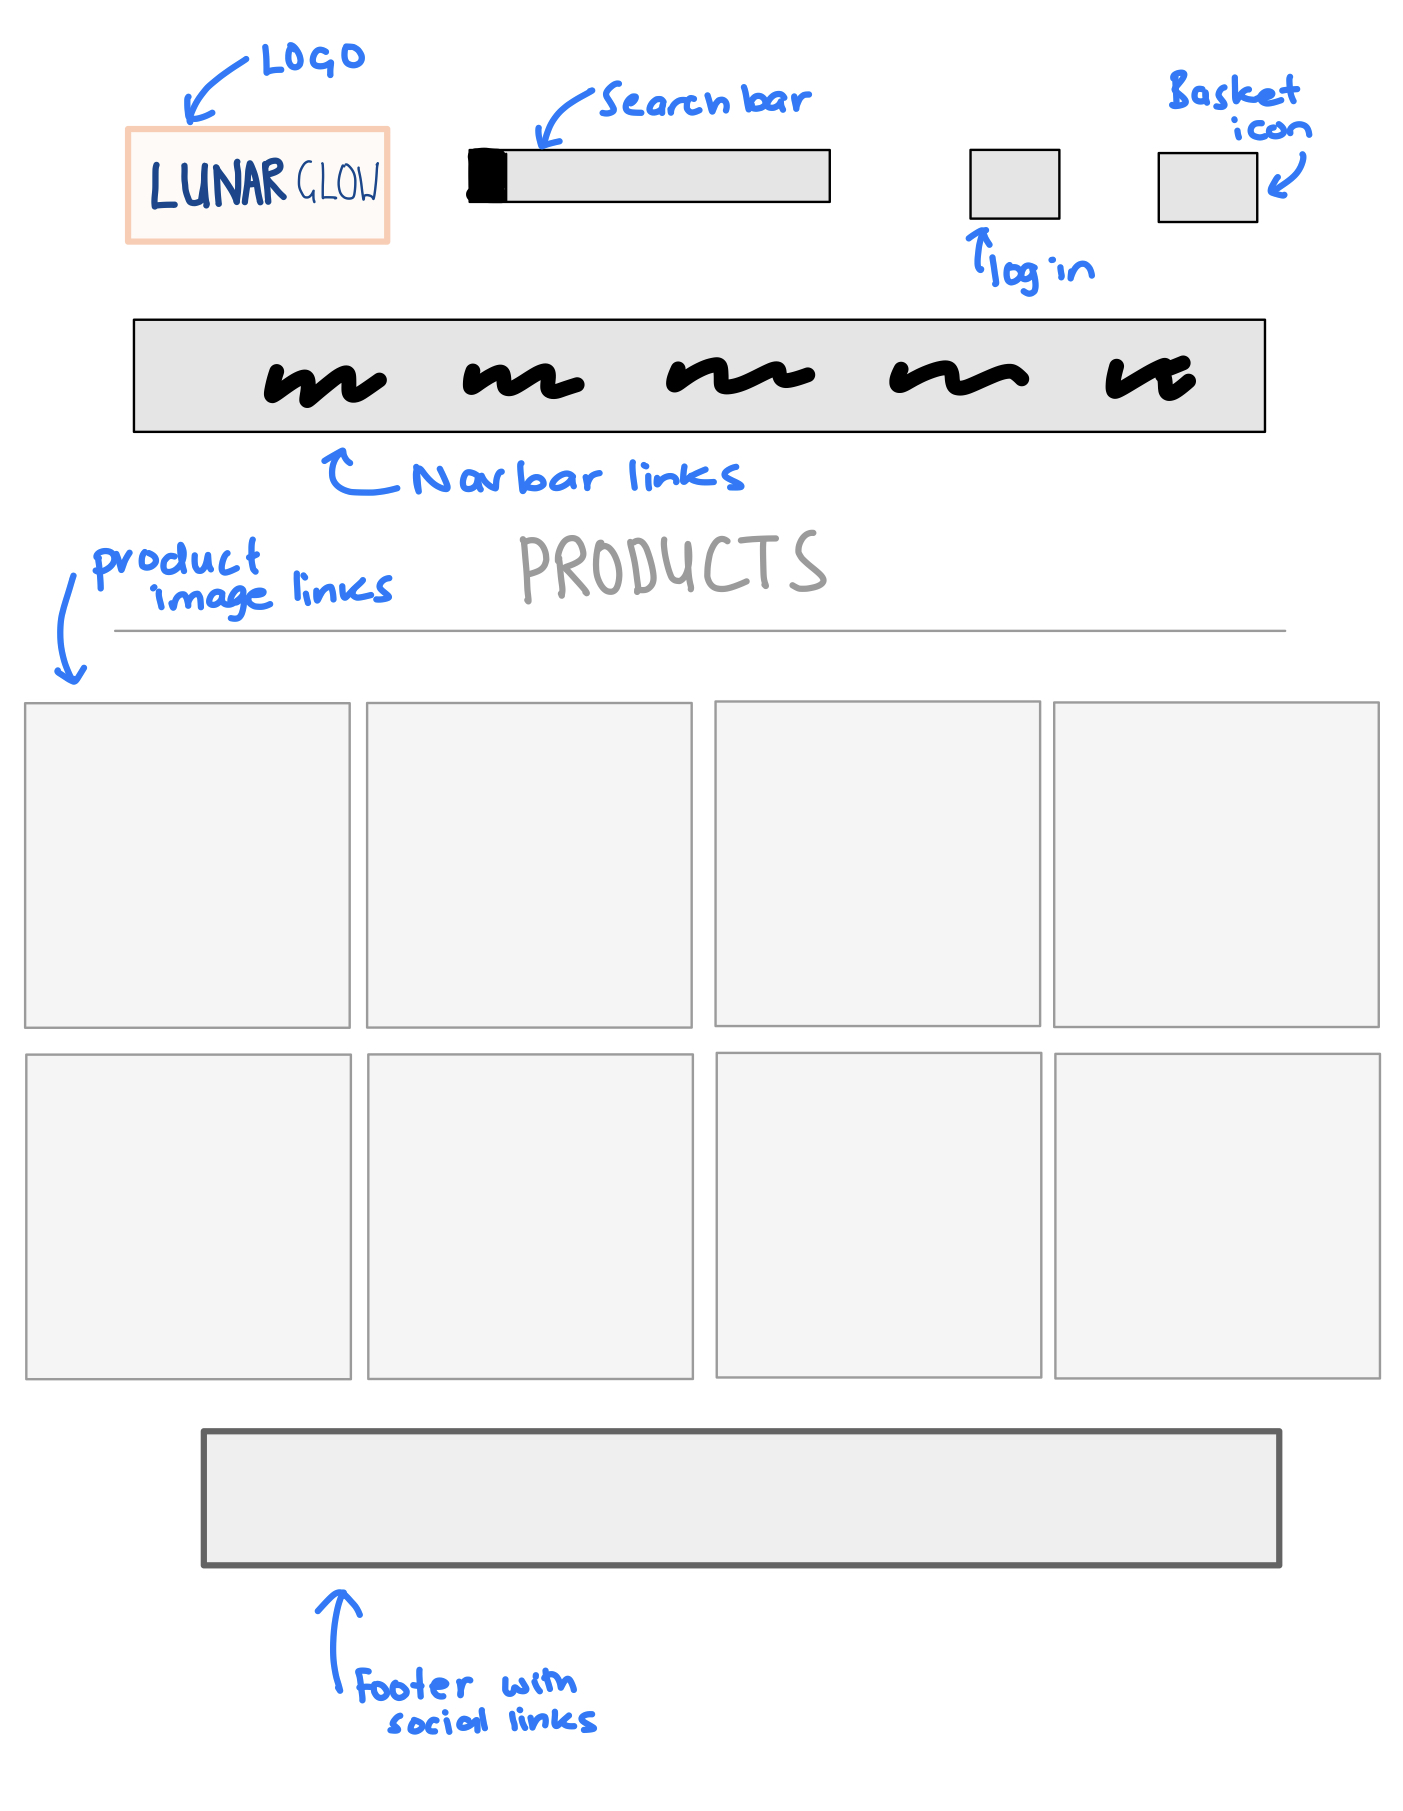 LOGO
Search bar
Basket
icon
LUNAR GLOW
log in
Navbar links
PRODUCTS
product
image links
Footer with
social links